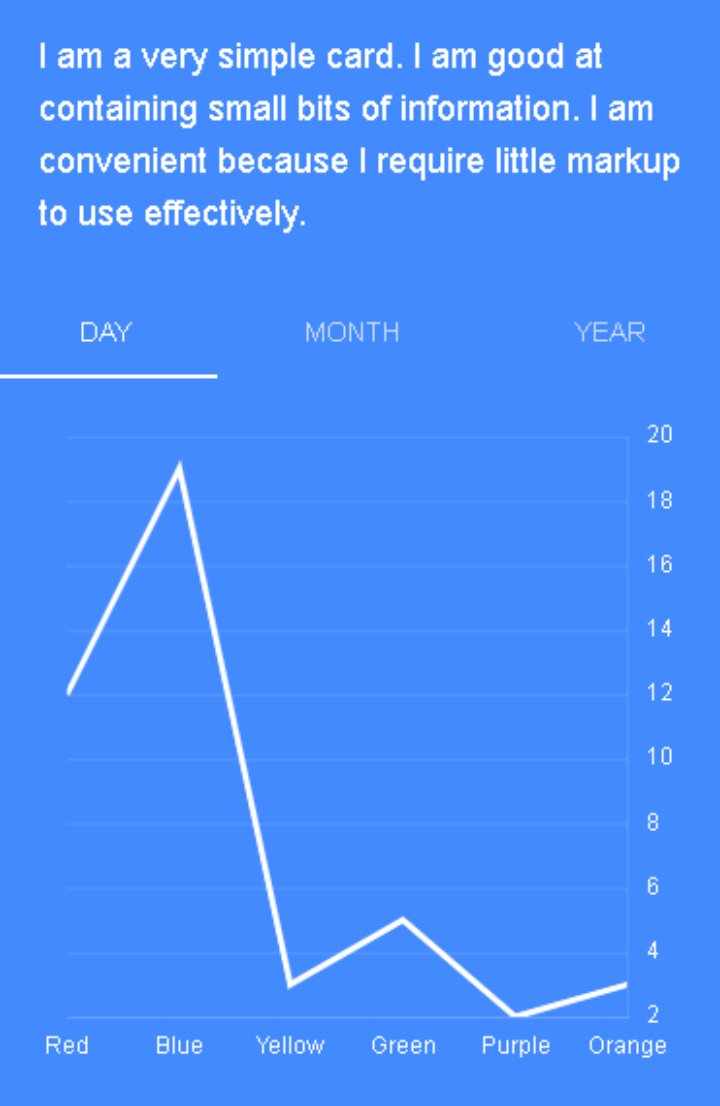 I am a very simple card. I am good at
containing small bits of information. I am
convenient because I require little markup
to use effectively.
DAY MONTH YEAR
20
18
16
14
12
10
8
6
4
2
Red Blue Yellow Green Purple Orange